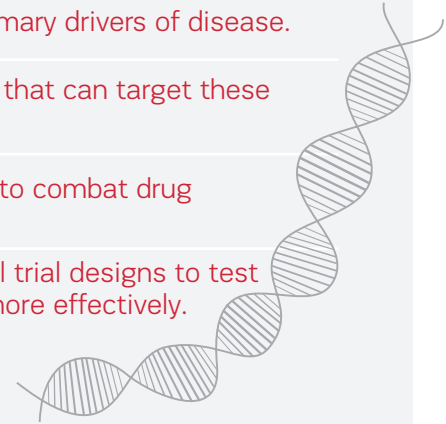 mary drivers of disease.
that can target these
to combat drug
l trial designs to test
nore effectively.